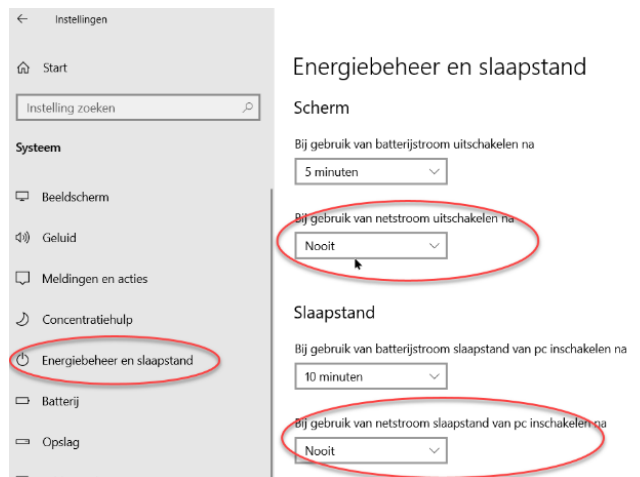 Instellingen
Start
Instelling zoeken
Systeem
Beeldscherm
Geluid
Meldingen en acties
Concentratiehulp
Energiebeheer en slaapstand
Batterij
Opslag
Energiebeheer en slaapstand
Scherm
Bij gebruik van batterijstroom uitschakelen na
5 minuten
Bij gebruik van netstroom uitschakelen na
Nooit
Slaapstand
Bij gebruik van batterijstroom slaapstand van pc inschakelen na
10 minuten
Bij gebruik van netstroom slaapstand van pc inschakelen na
Nooit